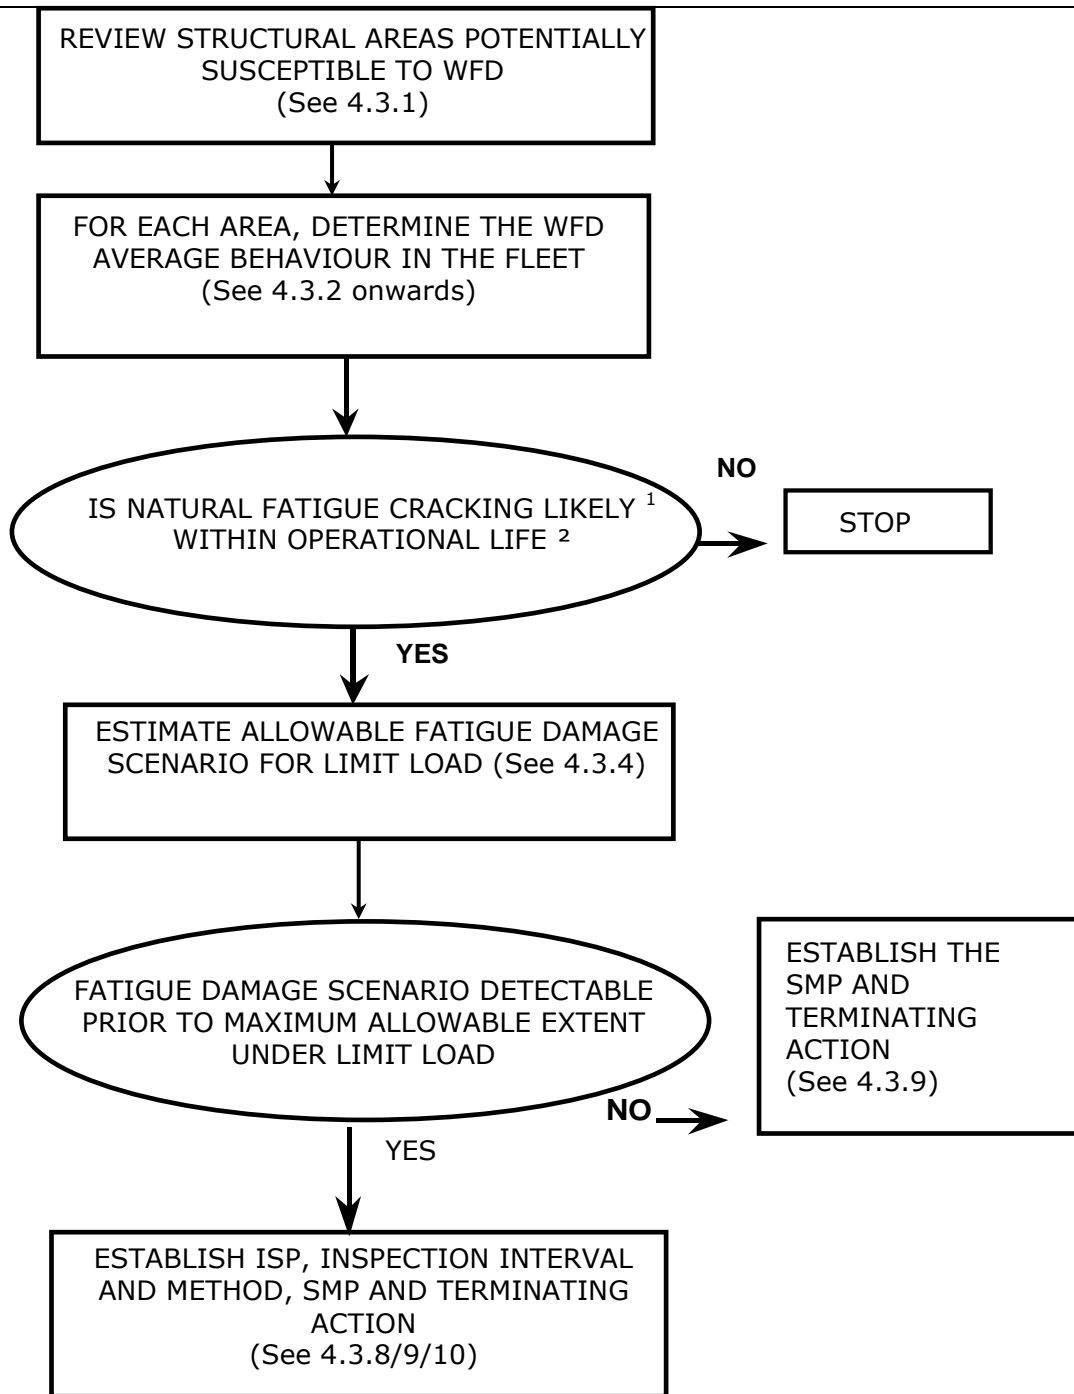 REVIEW STRUCTURAL AREAS POTENTIALLY
SUSCEPTIBLE TO WFD
(See 4.3.1)
FOR EACH AREA, DETERMINE THE WFD
AVERAGE BEHAVIOUR IN THE FLEET
(See 4.3.2 onwards)
IS NATURAL FATIGUE CRACKING LIKELY ¹
WITHIN OPERATIONAL LIFE ²
NO
STOP
YES
ESTIMATE ALLOWABLE FATIGUE DAMAGE
SCENARIO FOR LIMIT LOAD (See 4.3.4)
FATIGUE DAMAGE SCENARIO DETECTABLE
PRIOR TO MAXIMUM ALLOWABLE EXTENT
UNDER LIMIT LOAD
NO
ESTABLISH THE
SMP AND
TERMINATING
ACTION
(See 4.3.9)
YES
ESTABLISH ISP, INSPECTION INTERVAL
AND METHOD, SMP AND TERMINATING
ACTION
(See 4.3.8/9/10)